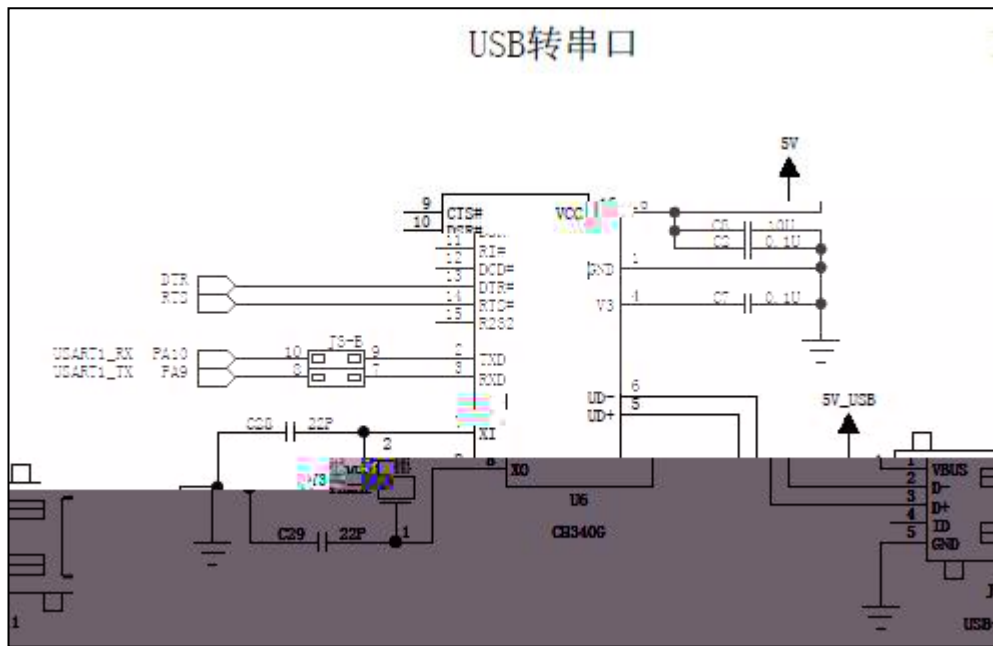 USB转串口
5V
9 CTS# VCC
10 DSR#
C2 0.1U
11 RI#
12 DCD# GND 1
DTR 13 DTR#
RTS 14 RTS# V3 4 C7 0.1U
15 R232
USART1_RX PA10 10 J3-B 9 2 TXD
USART1_TX PA9 8 7 3 RXD
UD- 6
UD+ 5
5V_USB
22P XI
2
8 XO
1 VBUS
2 D-
3 D+
4 ID
5 GND
U6
CH340G
C29 22P 1
1
USB